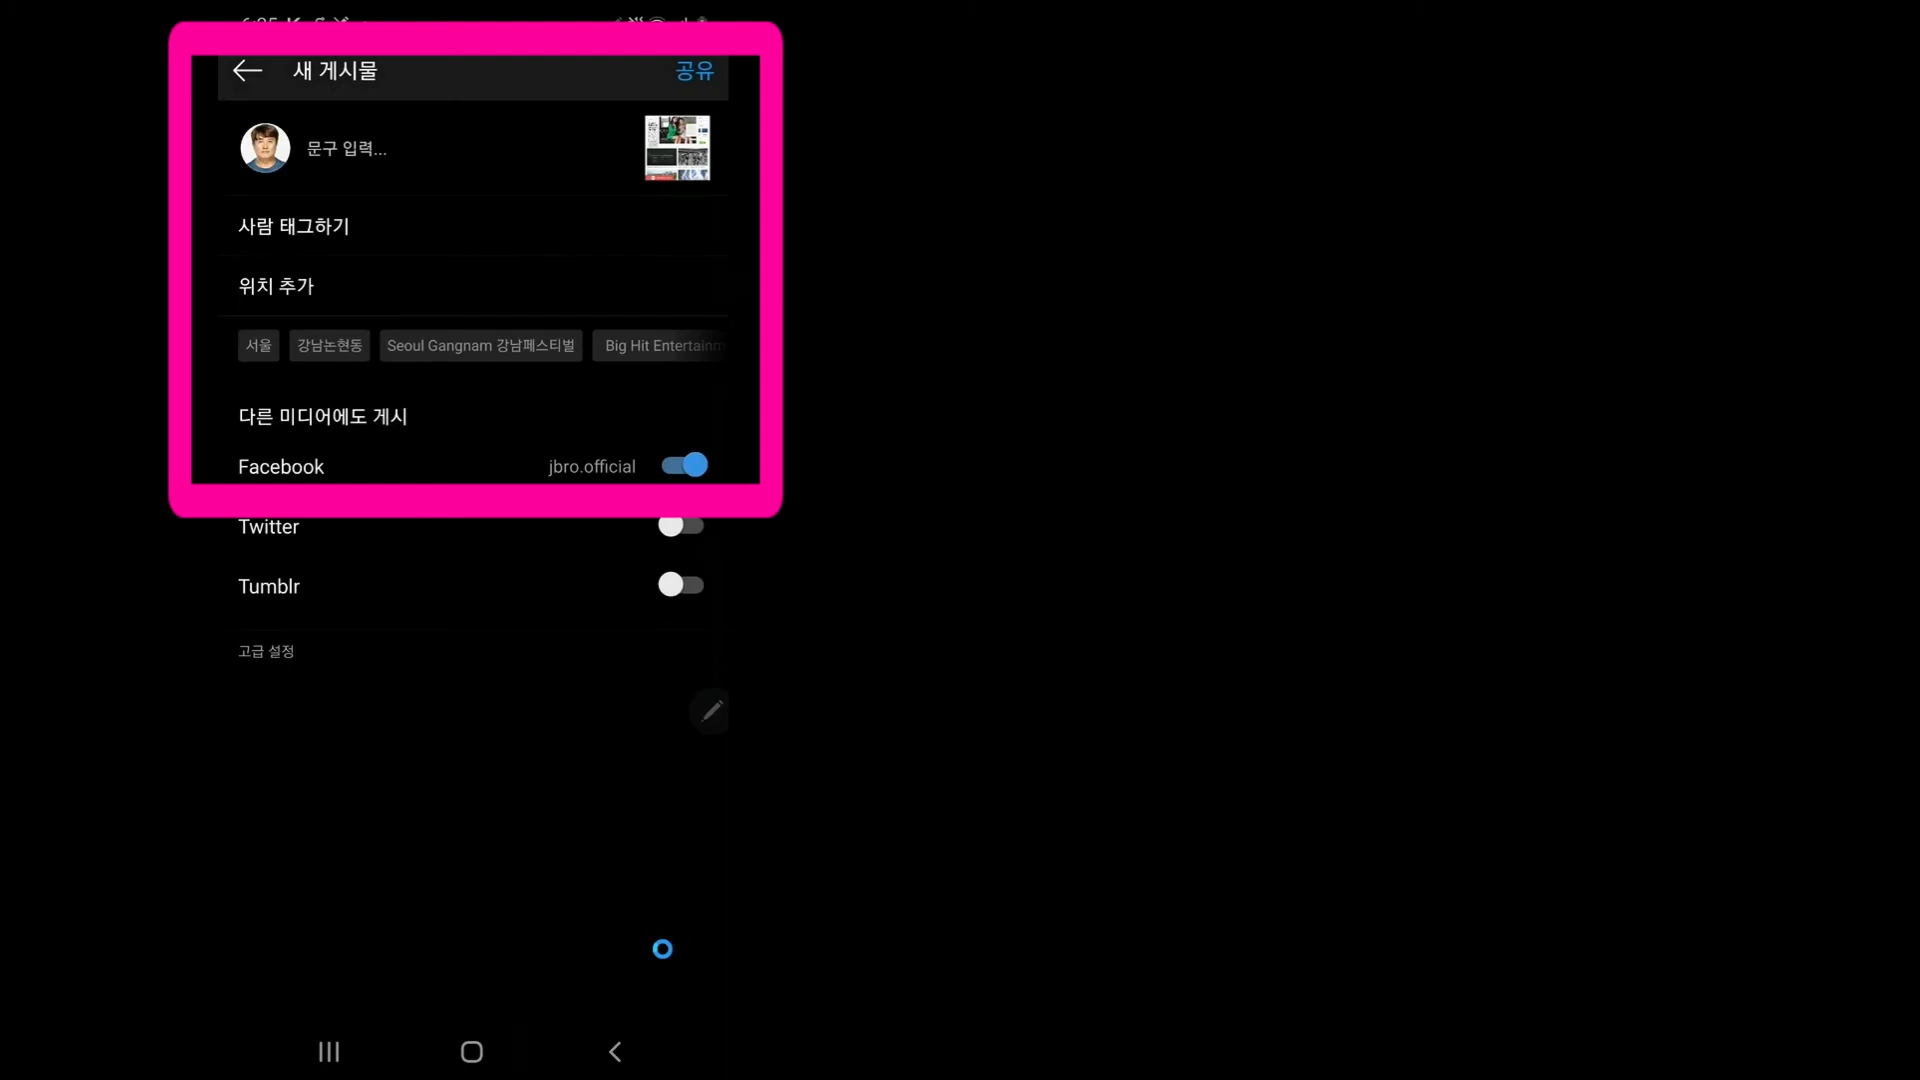 새 게시물 공유
문구 입력...
사람 태그하기
위치 추가
서울 강남논현동 Seoul Gangnam 강남페스티벌 Big Hit Entertainm
다른 미디어에도 게시
Facebook jbro.official
Twitter
Tumblr
고급 설정